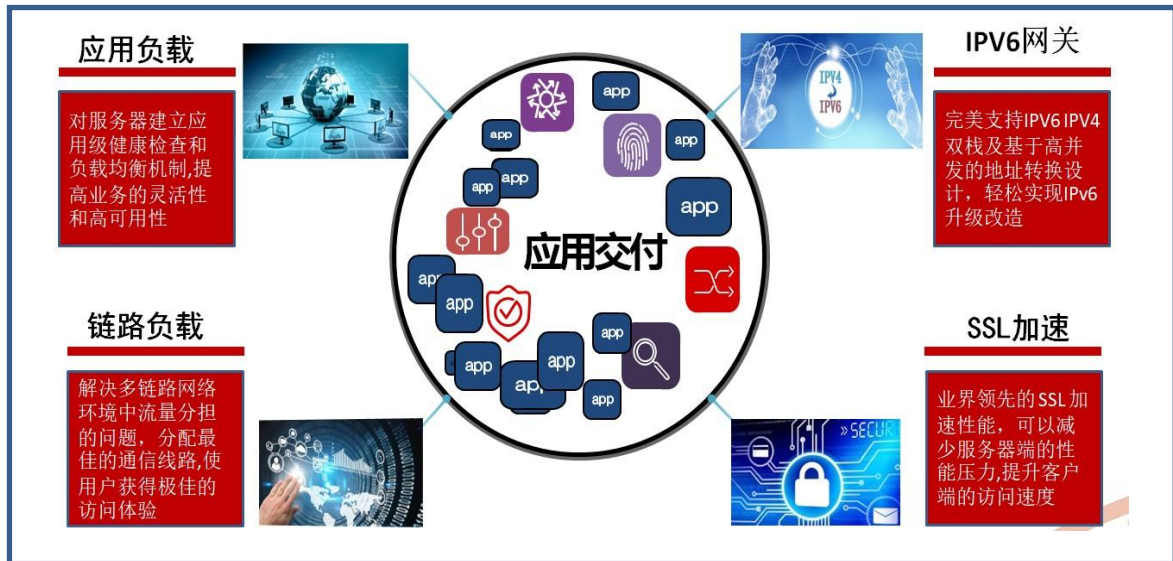 应用负载
对服务器建立应
用级健康检查和
负载均衡机制,提
高业务的灵活性
和高可用性
IPV6网关
完美支持IPV6 IPV4
双栈及基于高并
发的地址转换设
计，轻松实现IPv6
升级改造
IPV4
IPV6
app
app
app
app
app
app
应用交付
app
app
app
app
app
app
app
app
链路负载
解决多链路网络
环境中流量分担
的问题，分配最
佳的通信线路,使
用户获得极佳的
访问体验
SSL加速
业界领先的SSL加
速性能，可以减
少服务器端的性
能压力,提升客户
端的访问速度
»SECUR